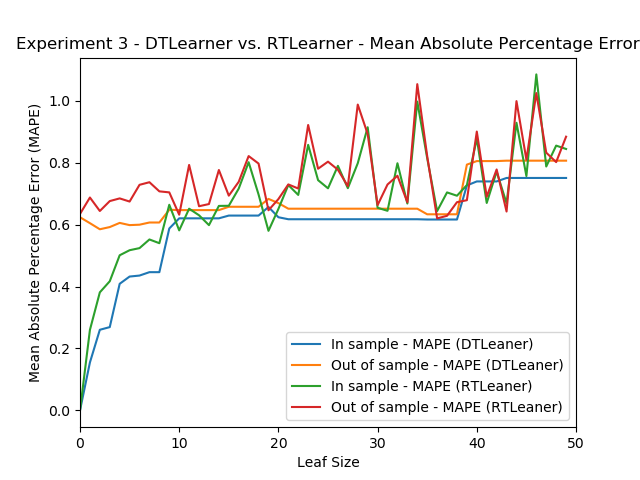 Experiment 3 - DTLearner vs. RTLearner - Mean Absolute Percentage Error
Mean Absolute Percentage Error (MAPE)
1.0
0.8
0.6
0.4
0.2
0.0
In sample - MAPE (DTLeaner)
Out of sample - MAPE (DTLeaner)
In sample - MAPE (RTLeaner)
Out of sample - MAPE (RTLeaner)
0 10 20 30 40 50
Leaf Size